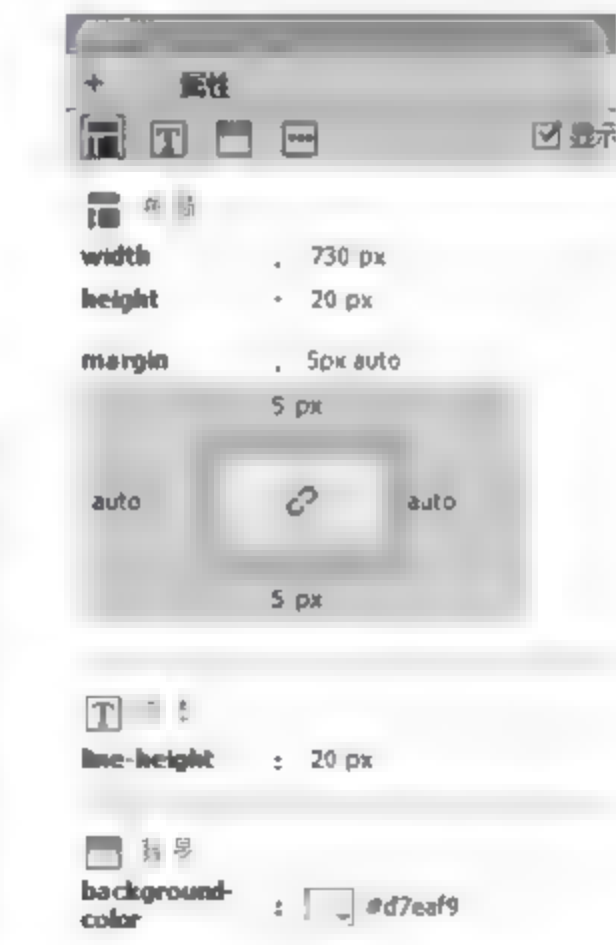 属性
显示
width : 730 px
height : 20 px
margin : 5px auto
5 px
auto auto
5 px
line-height : 20 px
background-
color : #d7eaf9